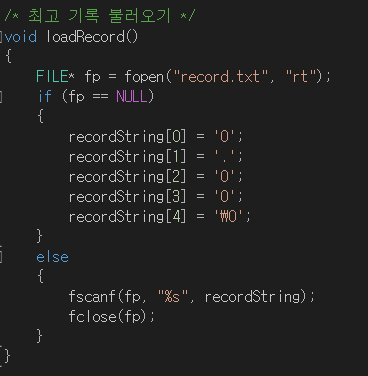 /* 최고 기록 불러오기 */
void loadRecord()
{
    FILE* fp = fopen("record.txt", "rt");
    if (fp == NULL)
    {
        recordString[0] = '0';
        recordString[1] = '.';
        recordString[2] = '0';
        recordString[3] = '0';
        recordString[4] = '₩0';
    }
    else
    {
        fscanf(fp, "%s", recordString);
        fclose(fp);
    }
}